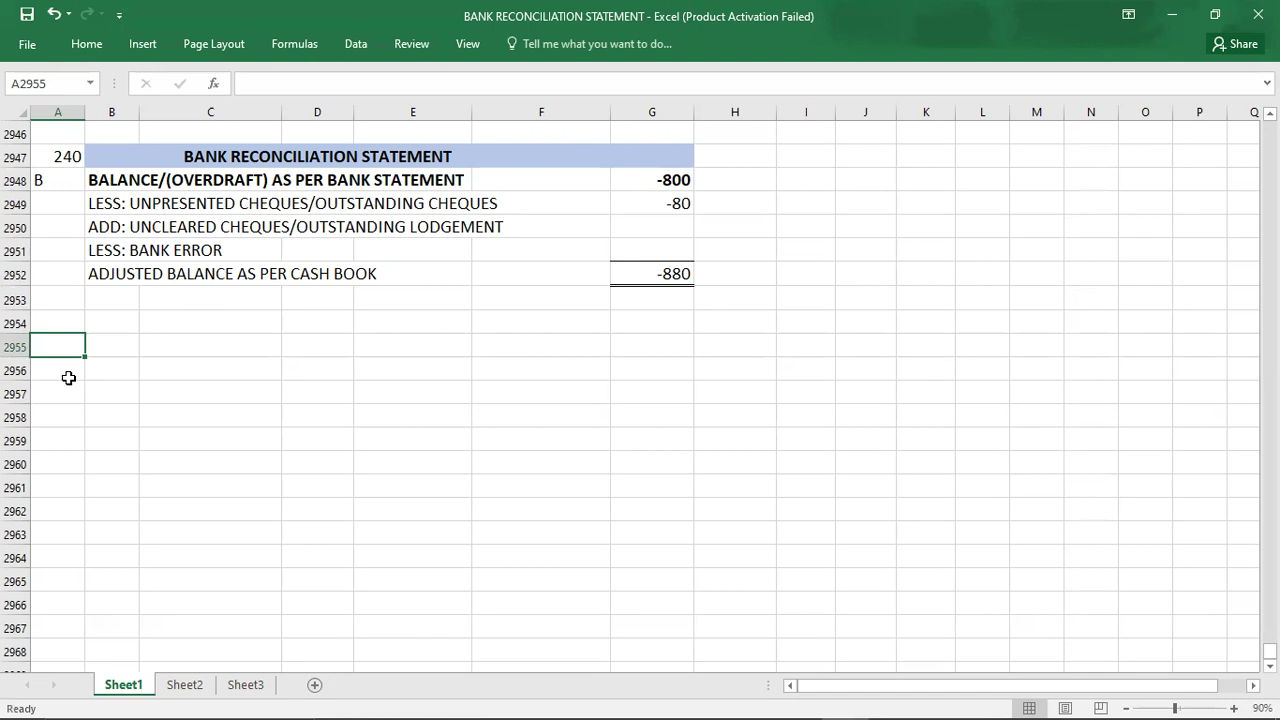 BANK RECONCILIATION STATEMENT - Excel (Product Activation Failed)
File Home Insert Page Layout Formulas Data Review View Tell me what you want to do... Share
A2955 fx
A B C D E F G H I J K L M N O P Q
2946
2947 240 BANK RECONCILIATION STATEMENT
2948 B BALANCE/(OVERDRAFT) AS PER BANK STATEMENT -800
2949 LESS: UNPRESENTED CHEQUES/OUTSTANDING CHEQUES -80
2950 ADD: UNCLEARED CHEQUES/OUTSTANDING LODGEMENT
2951 LESS: BANK ERROR
2952 ADJUSTED BALANCE AS PER CASH BOOK -880
2953
2954
2955
2956
2957
2958
2959
2960
2961
2962
2963
2964
2965
2966
2967
2968
Sheet1 Sheet2 Sheet3
Ready 90%